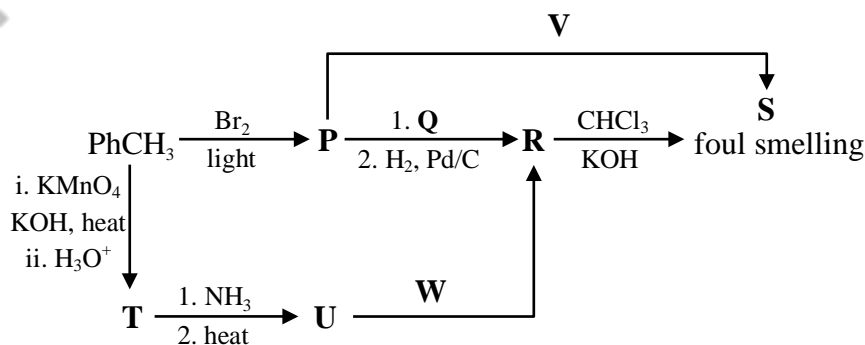 V
Br₂
1. Q
CHCl₃
S
PhCH₃
P
R
foul smelling
light
2. H₂, Pd/C
KOH
i. KMnO₄
KOH, heat
ii. H₃O⁺
1. NH₃
W
T
U
2. heat